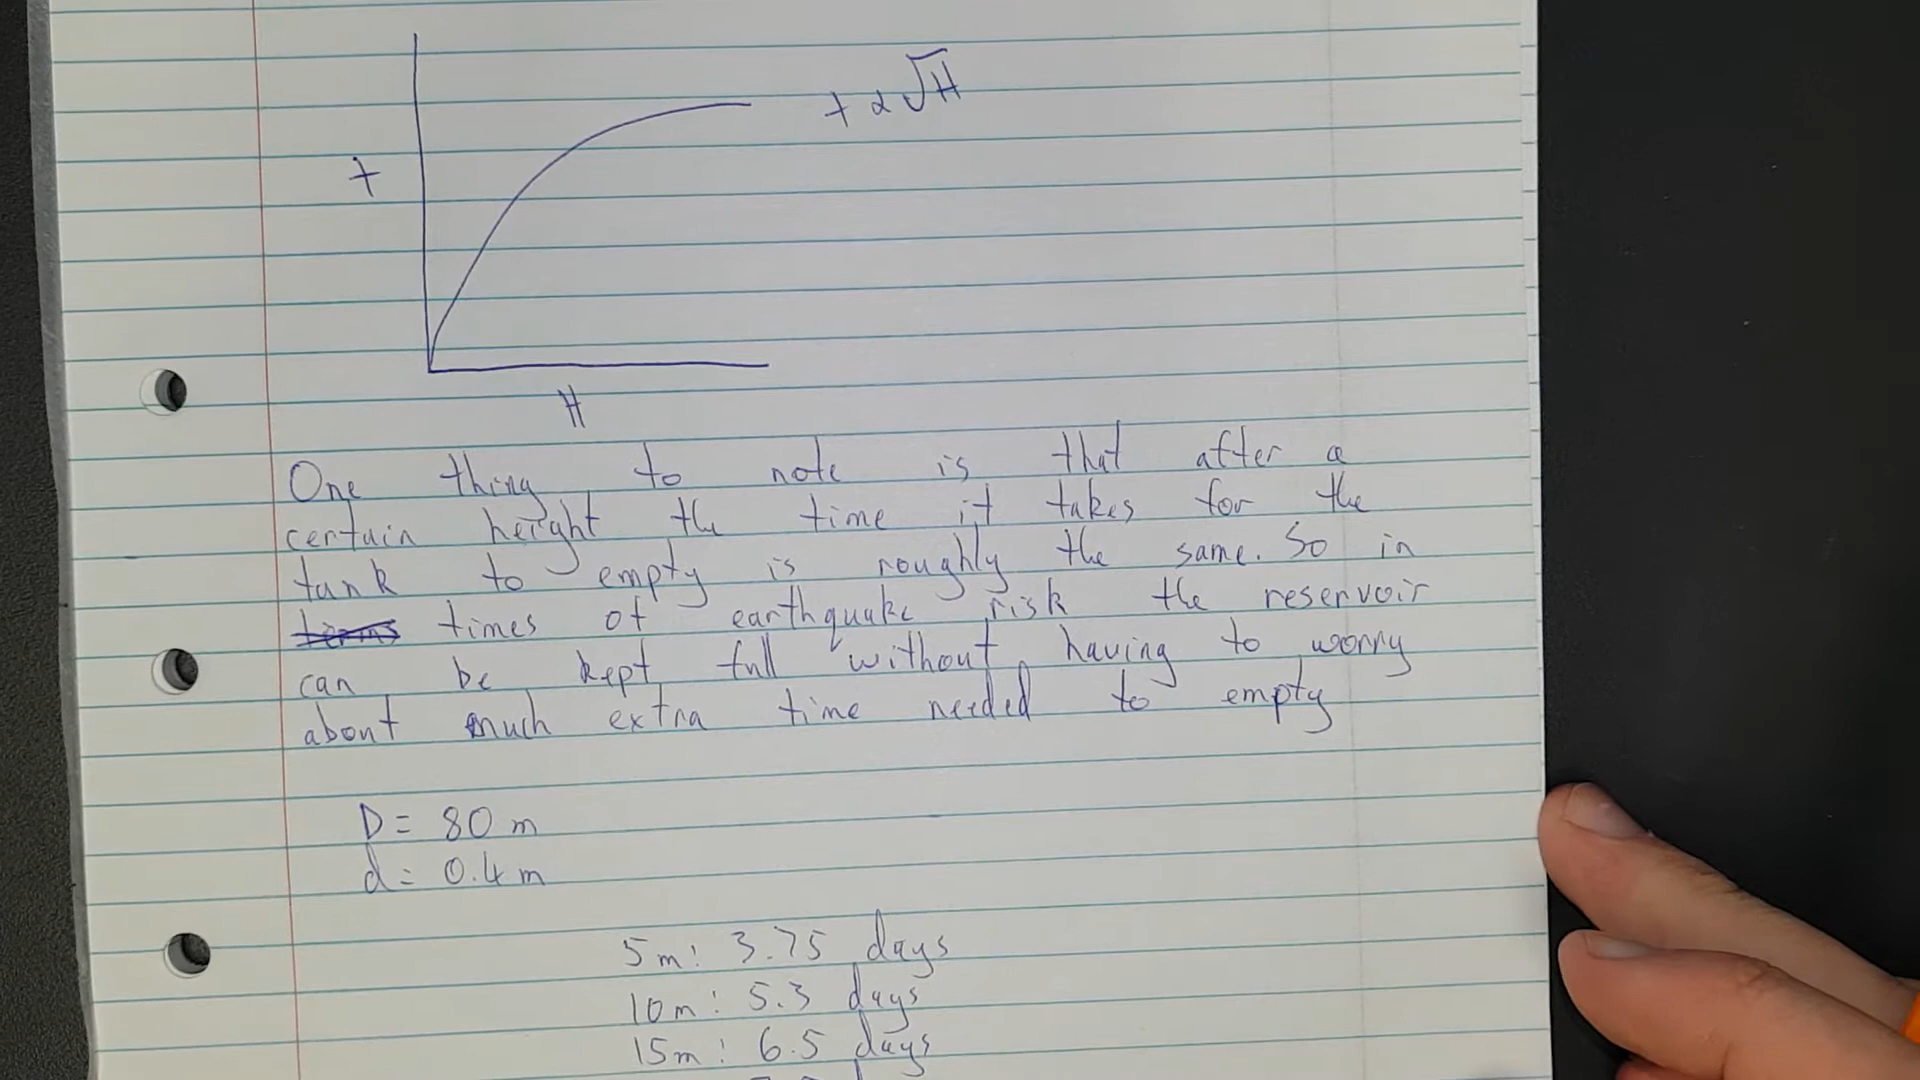 t α √H
t
H
One thing to note is that after a
certain height the time it takes for the
tank to empty is roughly the same. So in
times of earthquake risk the reservoir
can be kept full without having to worry
about much extra time needed to empty
D = 80 m
d = 0.4 m
5m: 3.75 days
10m: 5.3 days
15m: 6.5 days